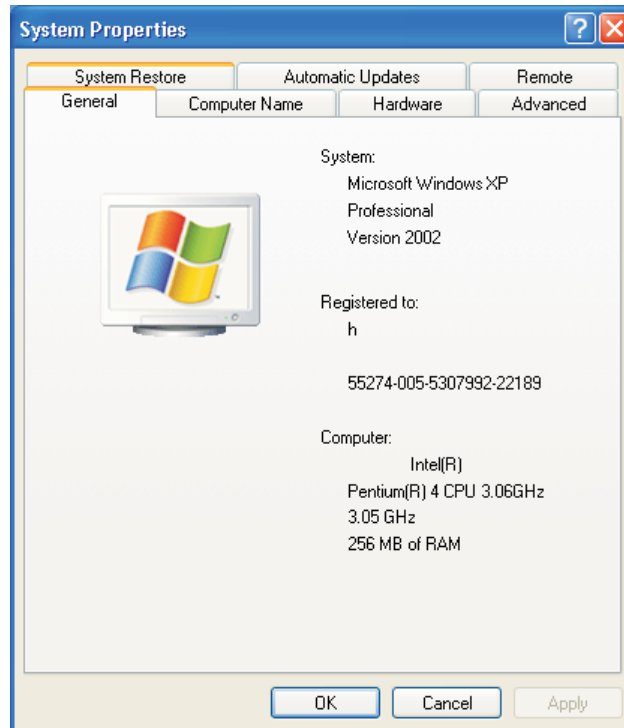 System Properties
System Restore
Automatic Updates
Remote
General
Computer Name
Hardware
Advanced
System:
Microsoft Windows XP
Professional
Version 2002
Registered to:
h
55274-005-5307992-22189
Computer:
Intel(R)
Pentium(R) 4 CPU 3.06GHz
3.05 GHz
256 MB of RAM
OK
Cancel
Apply